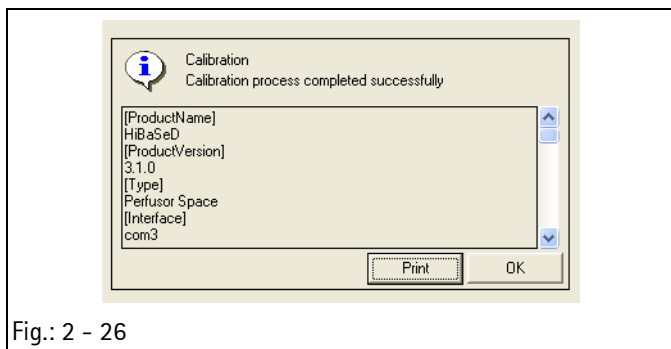 Calibration
Calibration process completed successfully
[ProductName]
HiBaSeD
[ProductVersion]
3.1.0
[Type]
Perfusor Space
[Interface]
com3
Print OK
Fig.: 2 - 26